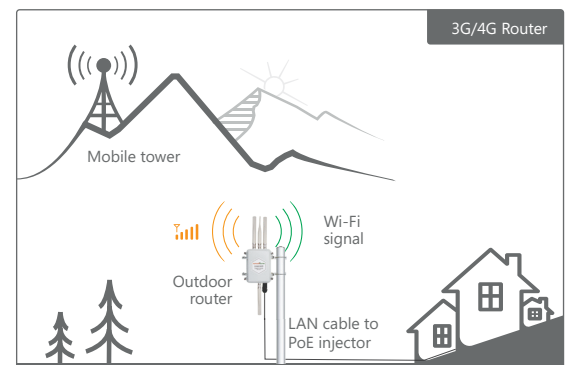 3G/4G Router
Mobile tower
Wi-Fi
signal
Outdoor
router
LAN cable to
PoE injector